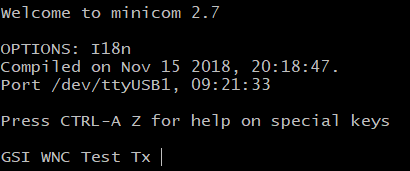 Welcome to minicom 2.7
OPTIONS: I18n
Compiled on Nov 15 2018, 20:18:47.
Port /dev/ttyUSB1, 09:21:33
Press CTRL-A Z for help on special keys
GSI WNC Test Tx